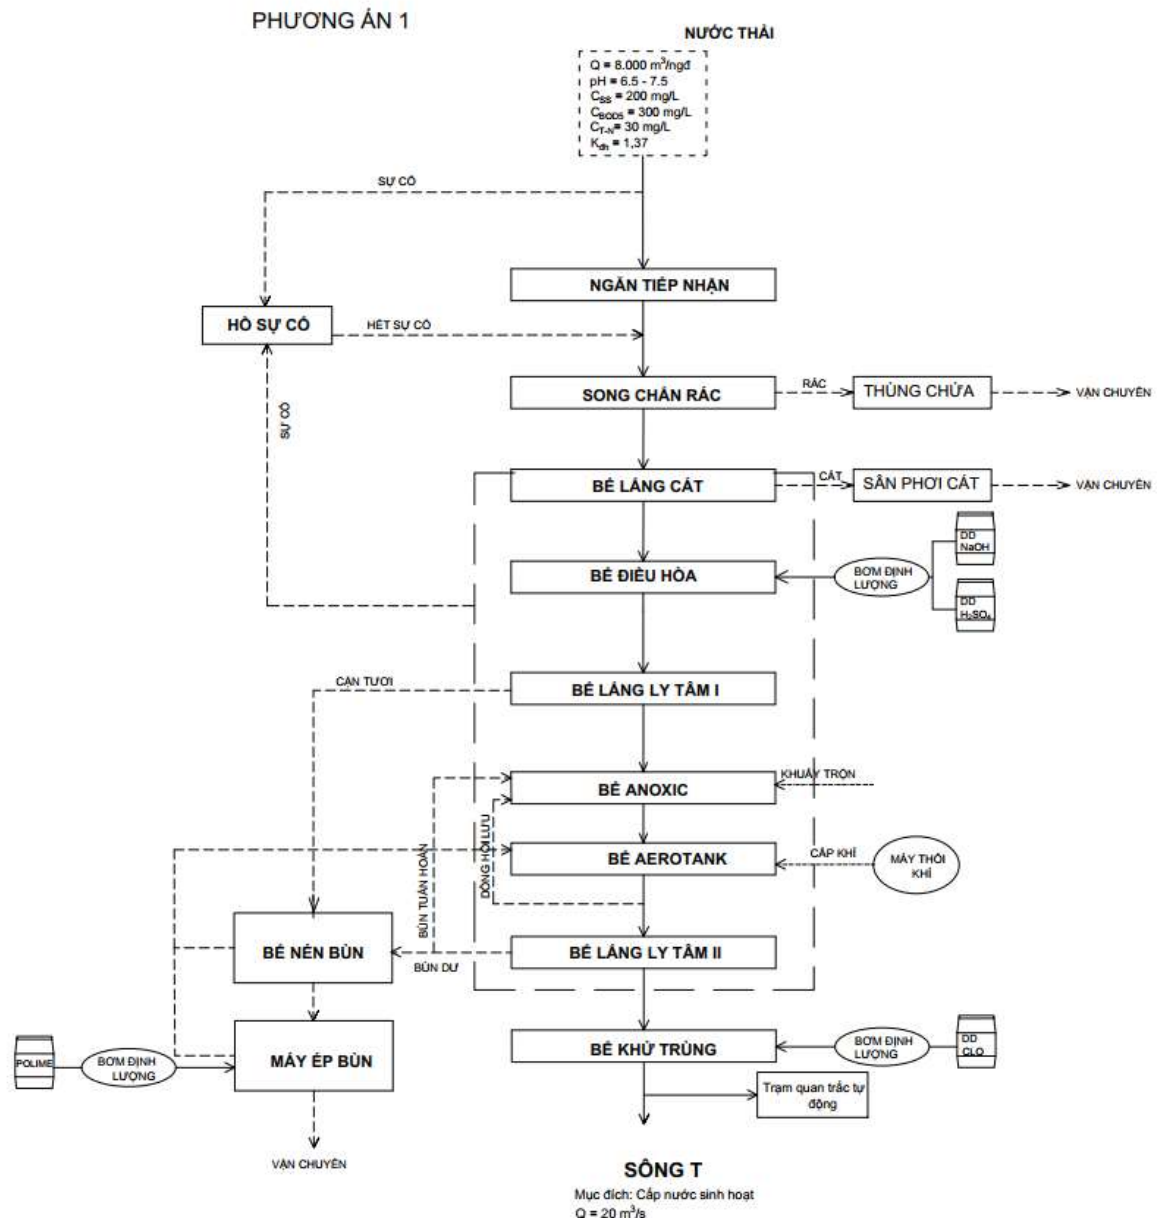 PHƯƠNG ÁN 1
NƯỚC THẢI
Q = 8.000 m³/ngđ
pH = 6.5 - 7.5
C_SS = 200 mg/L
C_BOD5 = 300 mg/L
C_T-N = 30 mg/L
K_dh = 1,37
SỰ CỐ
NGĂN TIẾP NHẬN
HỒ SỰ CỐ
HẾT SỰ CỐ
SONG CHẮN RÁC
RÁC
THÙNG CHỨA
VẬN CHUYỂN
SỰ CỐ
BỂ LẮNG CÁT
CÁT
SÂN PHƠI CÁT
VẬN CHUYỂN
DD
NaOH
BỂ ĐIỀU HÒA
BƠM ĐỊNH
LƯỢNG
DD
H₂SO₄
CẶN TƯƠI
BỂ LẮNG LY TÂM I
KHUẤY TRỘN
BỂ ANOXIC
BÙN TUẦN HOÀN
DÒNG HỒI LƯU
BỂ AEROTANK
CẤP KHÍ
MÁY THỔI
KHÍ
BỂ NÉN BÙN
BÙN DƯ
BỂ LẮNG LY TÂM II
POLIME
BƠM ĐỊNH
LƯỢNG
MÁY ÉP BÙN
BỂ KHỬ TRÙNG
BƠM ĐỊNH
LƯỢNG
DD
CLO
Trạm quan trắc tự
động
VẬN CHUYỂN
SÔNG T
Mục đích: Cấp nước sinh hoạt
Q = 20 m³/s